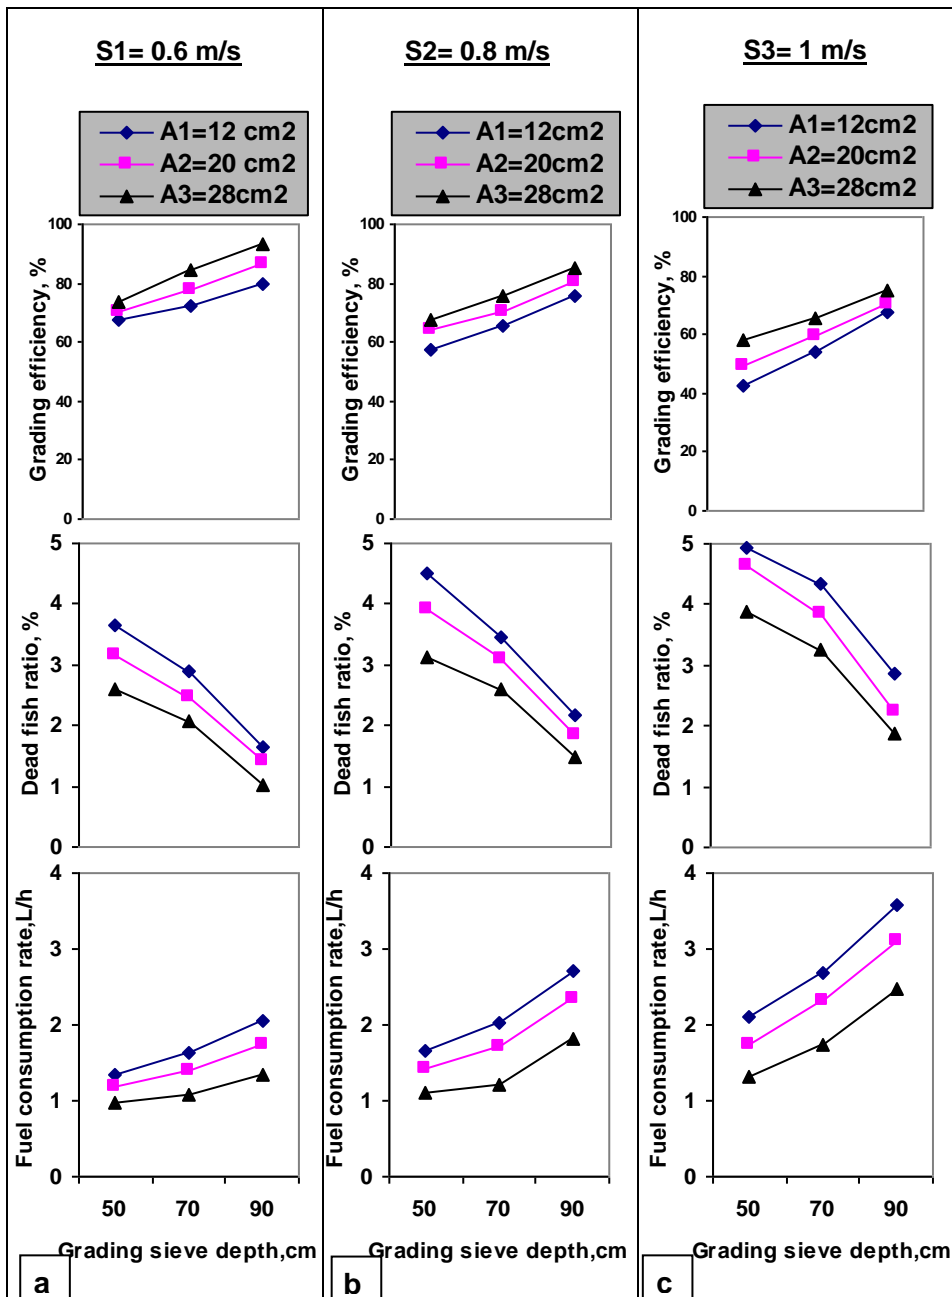 S1= 0.6 m/s
A1=12 cm2
A2=20 cm2
A3=28cm2
Grading efficiency, %
100
80
60
40
20
0
Dead fish ratio, %
5
4
3
2
1
0
Fuel consumption rate,L/h
4
3
2
1
0
50 70 90
Grading sieve depth,cm
a
S2= 0.8 m/s
A1=12cm2
A2=20cm2
A3=28cm2
Grading efficiency, %
100
80
60
40
20
0
Dead fish ratio, %
5
4
3
2
1
0
Fuel consumption rate,L/h
4
3
2
1
0
50 70 90
Grading sieve depth,cm
b
S3= 1 m/s
A1=12cm2
A2=20cm2
A3=28cm2
Grading efficiency, %
100
80
60
40
20
0
Dead fish ratio, %
5
4
3
2
1
0
Fuel consumption rate,L/h
4
3
2
1
0
50 70 90
Grading sieve depth,cm
c